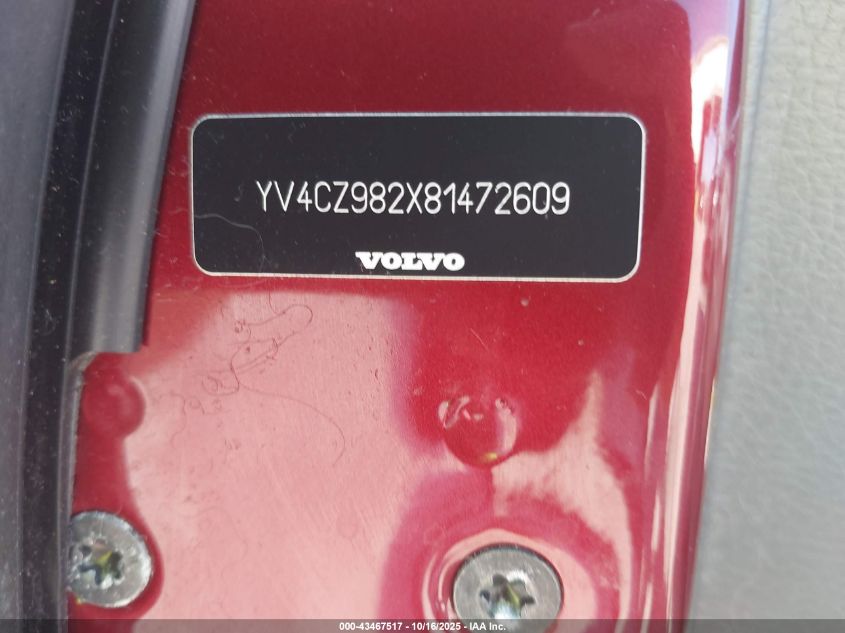 YV4CZ982X81472609
VOLVO
000-43467517 - 10/16/2025 - IAA Inc.